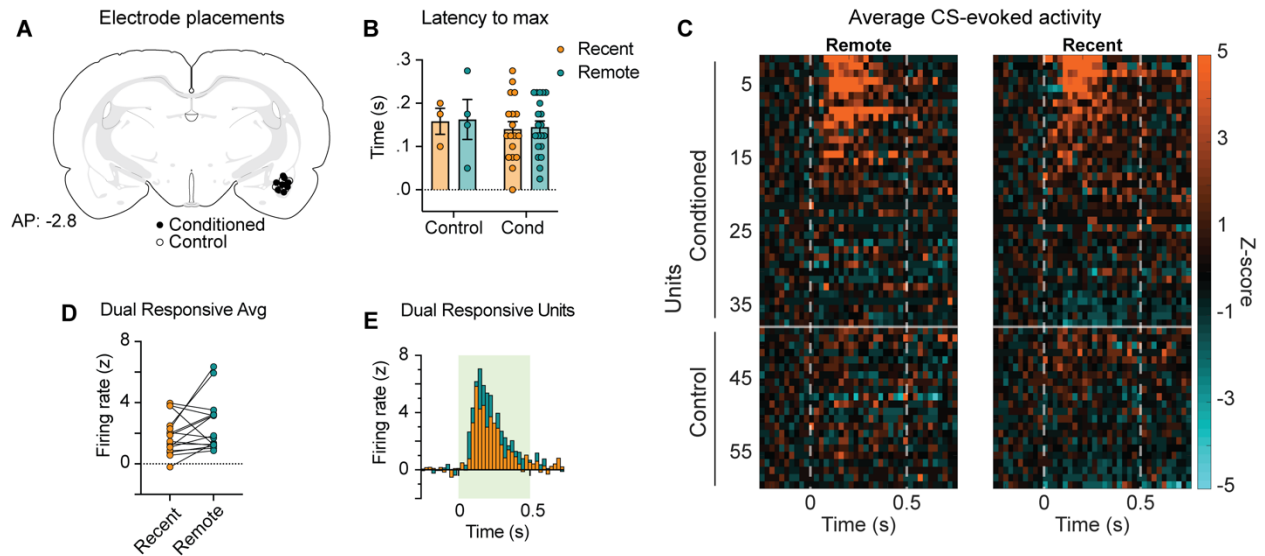 A
Electrode placements
AP: -2.8
Conditioned
Control
B
Latency to max
Recent
Remote
Time (s)
.3
.2
.1
.0
Control
Cond
C
Average CS-evoked activity
Remote
Recent
Units
Condtioned
Control
5
15
25
35
45
55
0
0.5
Time (s)
0
0.5
Time (s)
5
3
1
-1
-3
-5
Z-score
D
Dual Responsive Avg
Firing rate (z)
8
4
0
Recent
Remote
E
Dual Responsive Units
Firing rate (z)
8
4
0
0
0.5
Time (s)